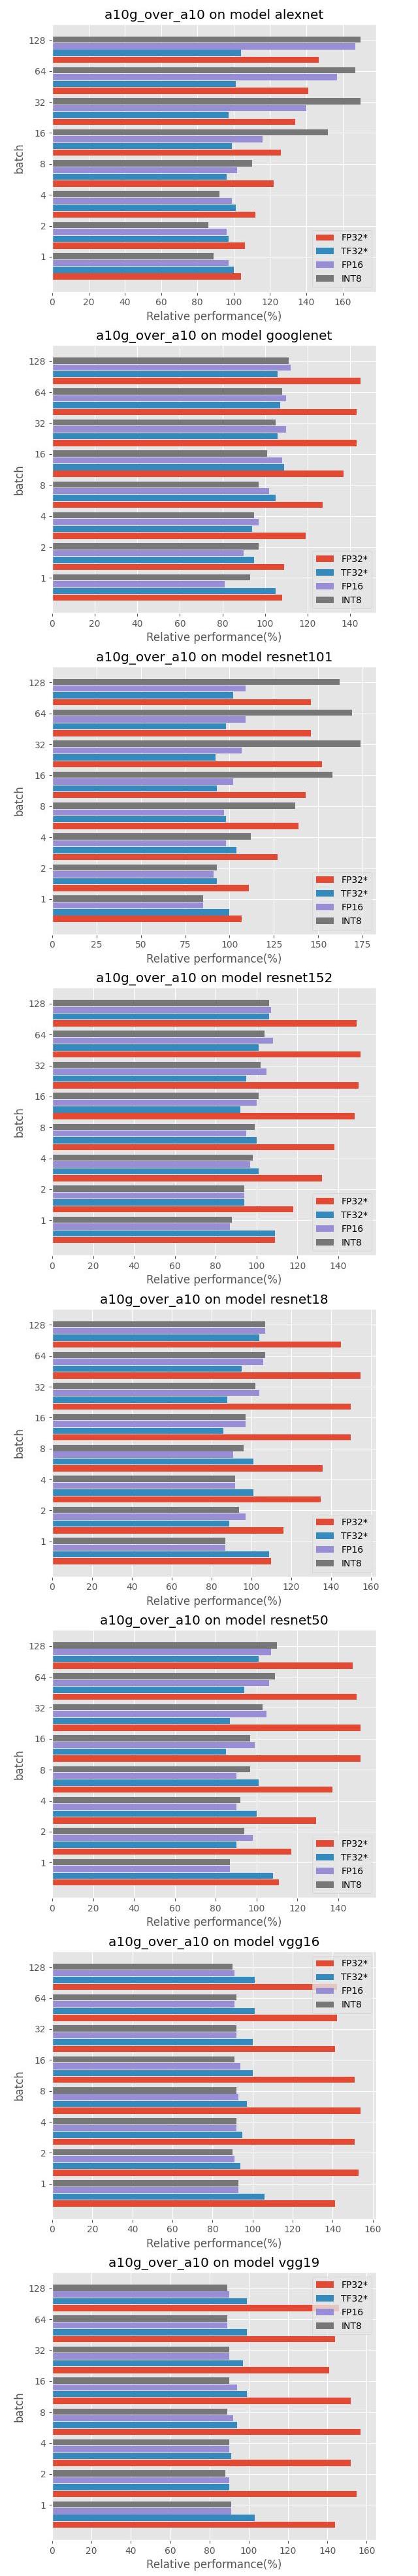 a10g_over_a10 on model alexnet
128
64
32
16
8
4
2
1
batch
FP32*
TF32*
FP16
INT8
0 20 40 60 80 100 120 140 160
Relative performance(%)
a10g_over_a10 on model googlenet
128
64
32
16
8
4
2
1
batch
FP32*
TF32*
FP16
INT8
0 20 40 60 80 100 120 140
Relative performance(%)
a10g_over_a10 on model resnet101
128
64
32
16
8
4
2
1
batch
FP32*
TF32*
FP16
INT8
0 25 50 75 100 125 150 175
Relative performance(%)
a10g_over_a10 on model resnet152
128
64
32
16
8
4
2
1
batch
FP32*
TF32*
FP16
INT8
0 20 40 60 80 100 120 140
Relative performance(%)
a10g_over_a10 on model resnet18
128
64
32
16
8
4
2
1
batch
FP32*
TF32*
FP16
INT8
0 20 40 60 80 100 120 140 160
Relative performance(%)
a10g_over_a10 on model resnet50
128
64
32
16
8
4
2
1
batch
FP32*
TF32*
FP16
INT8
0 20 40 60 80 100 120 140
Relative performance(%)
a10g_over_a10 on model vgg16
FP32*
TF32*
FP16
INT8
128
64
32
16
8
4
2
1
batch
0 20 40 60 80 100 120 140 160
Relative performance(%)
a10g_over_a10 on model vgg19
FP32*
TF32*
FP16
INT8
128
64
32
16
8
4
2
1
batch
0 20 40 60 80 100 120 140 160
Relative performance(%)